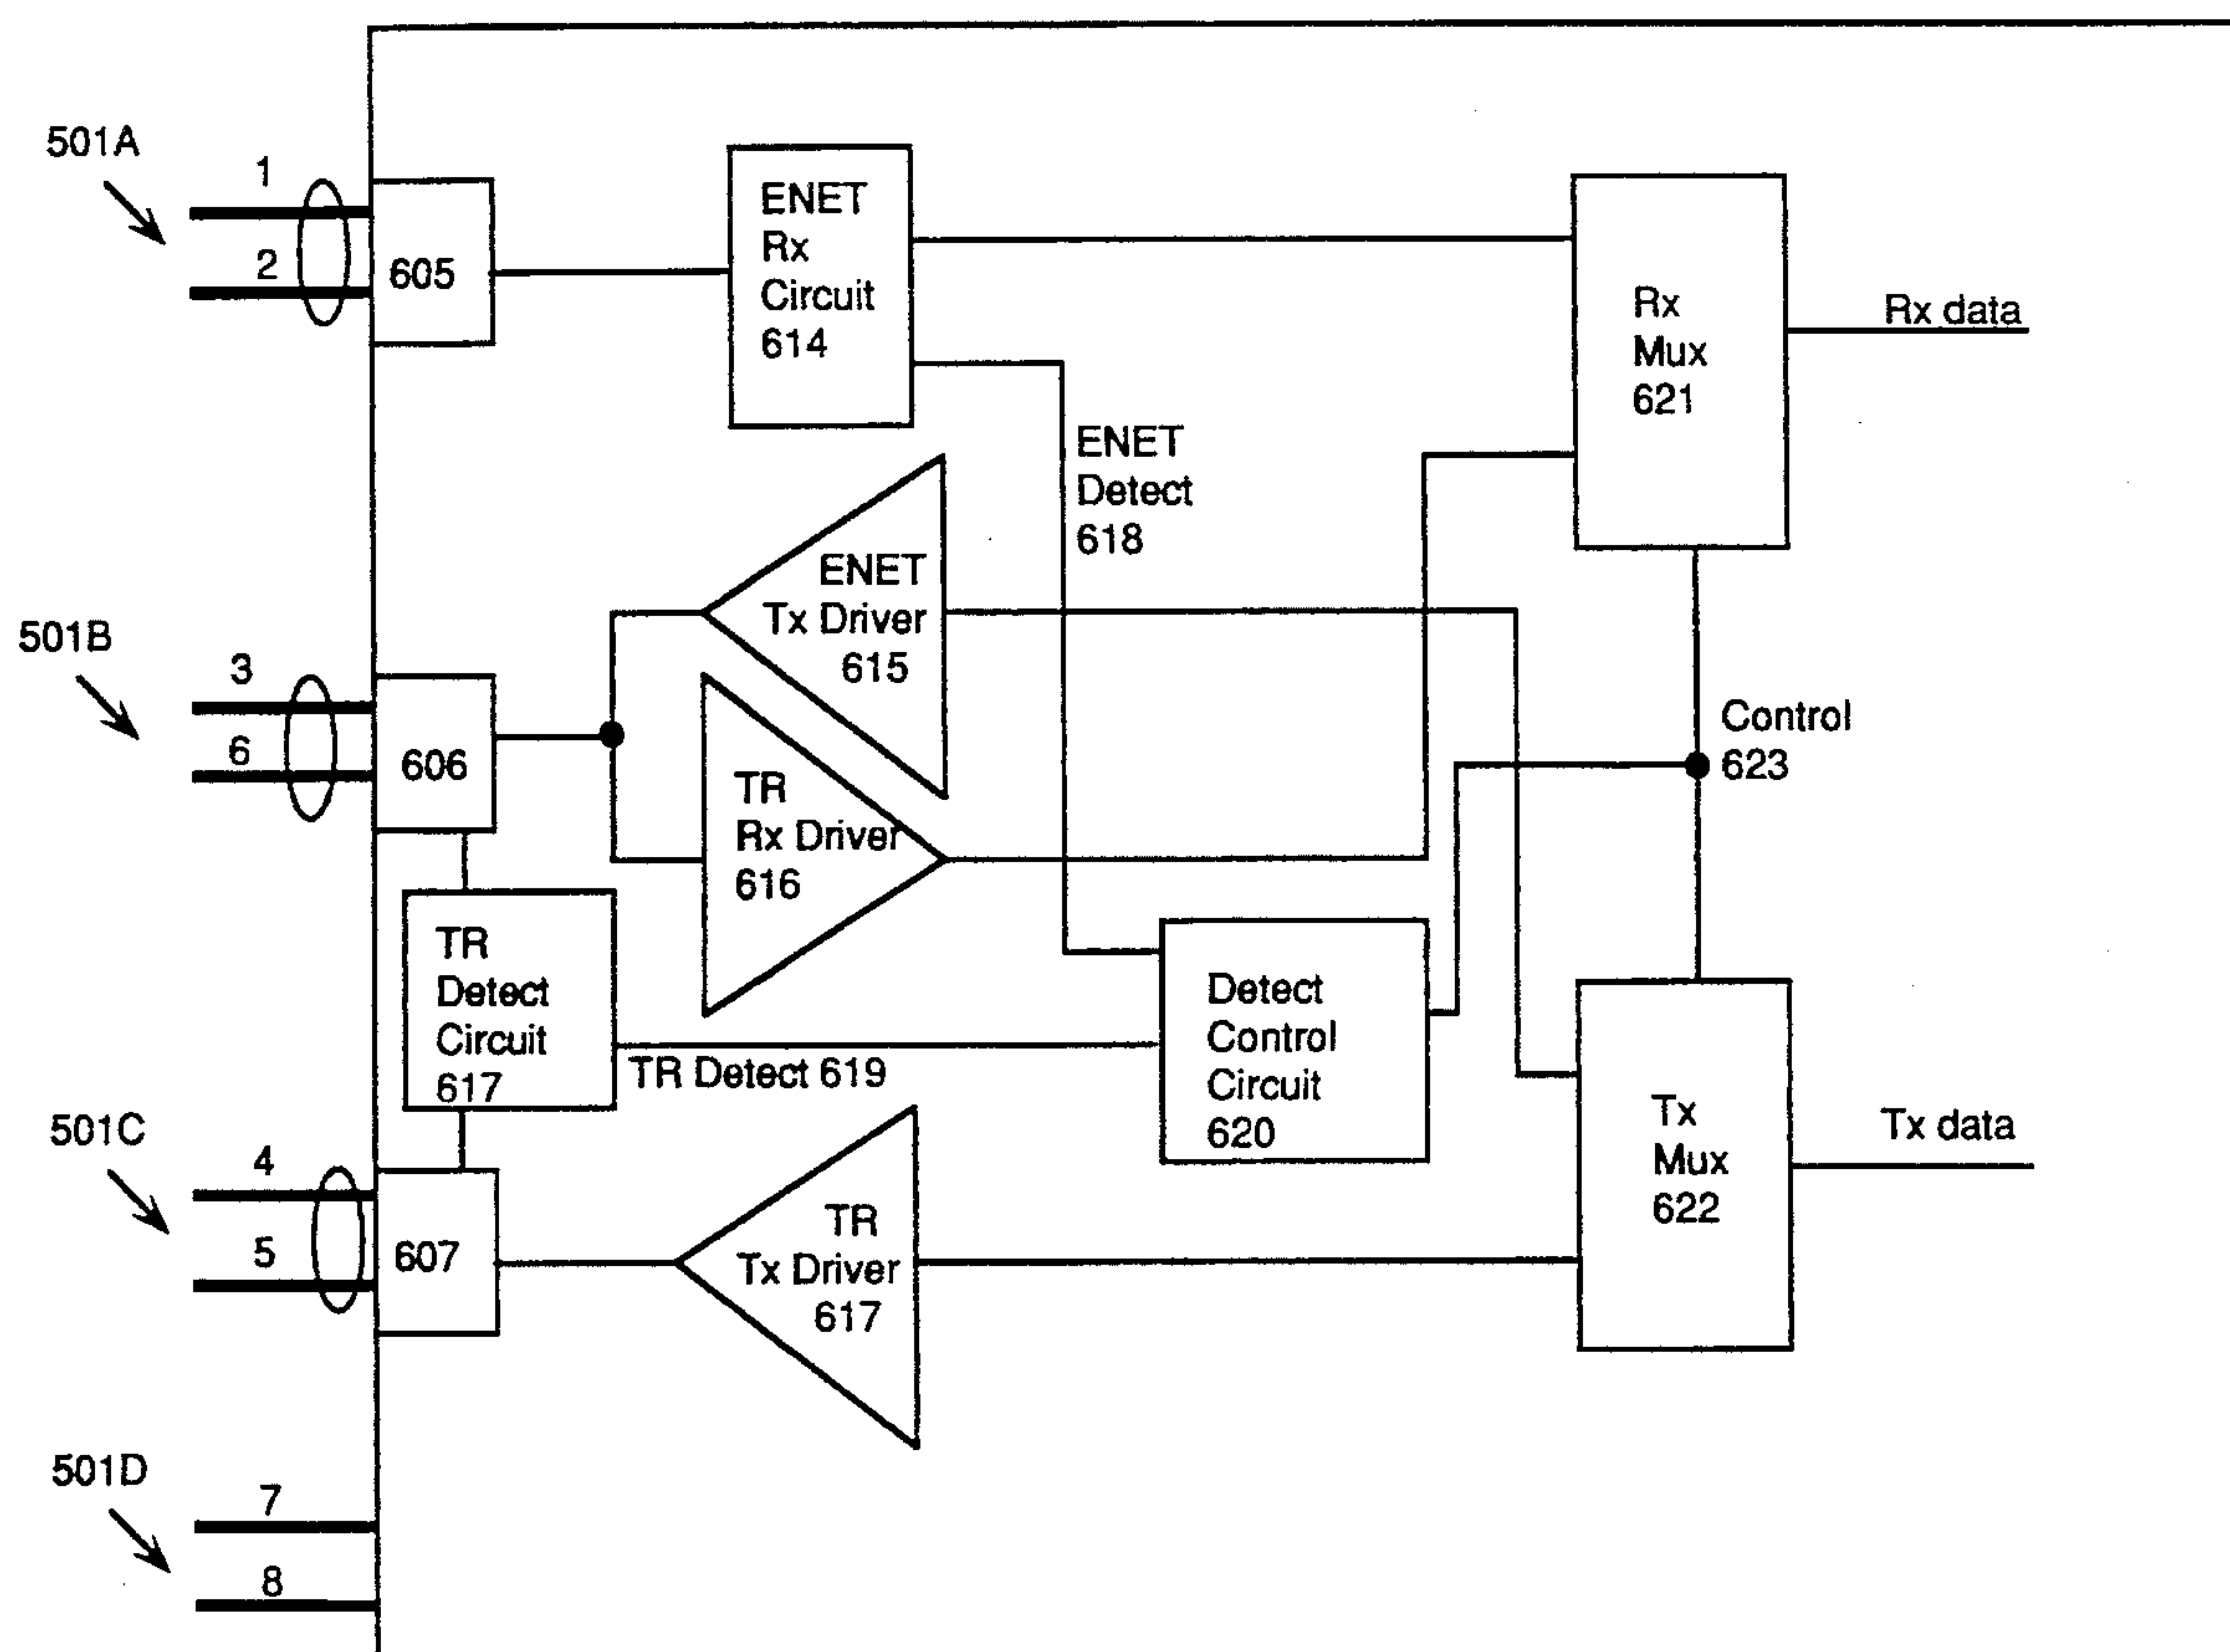 501A
1
2
605
ENET
Rx
Circuit
614
Rx
Mux
621
Rx data
ENET
Detect
618
501B
3
6
606
ENET
Tx Driver
615
TR
Rx Driver
616
Control
623
TR
Detect
Circuit
617
TR Detect 619
Detect
Control
Circuit
620
501C
4
5
607
TR
Tx Driver
617
Tx
Mux
622
Tx data
501D
7
8